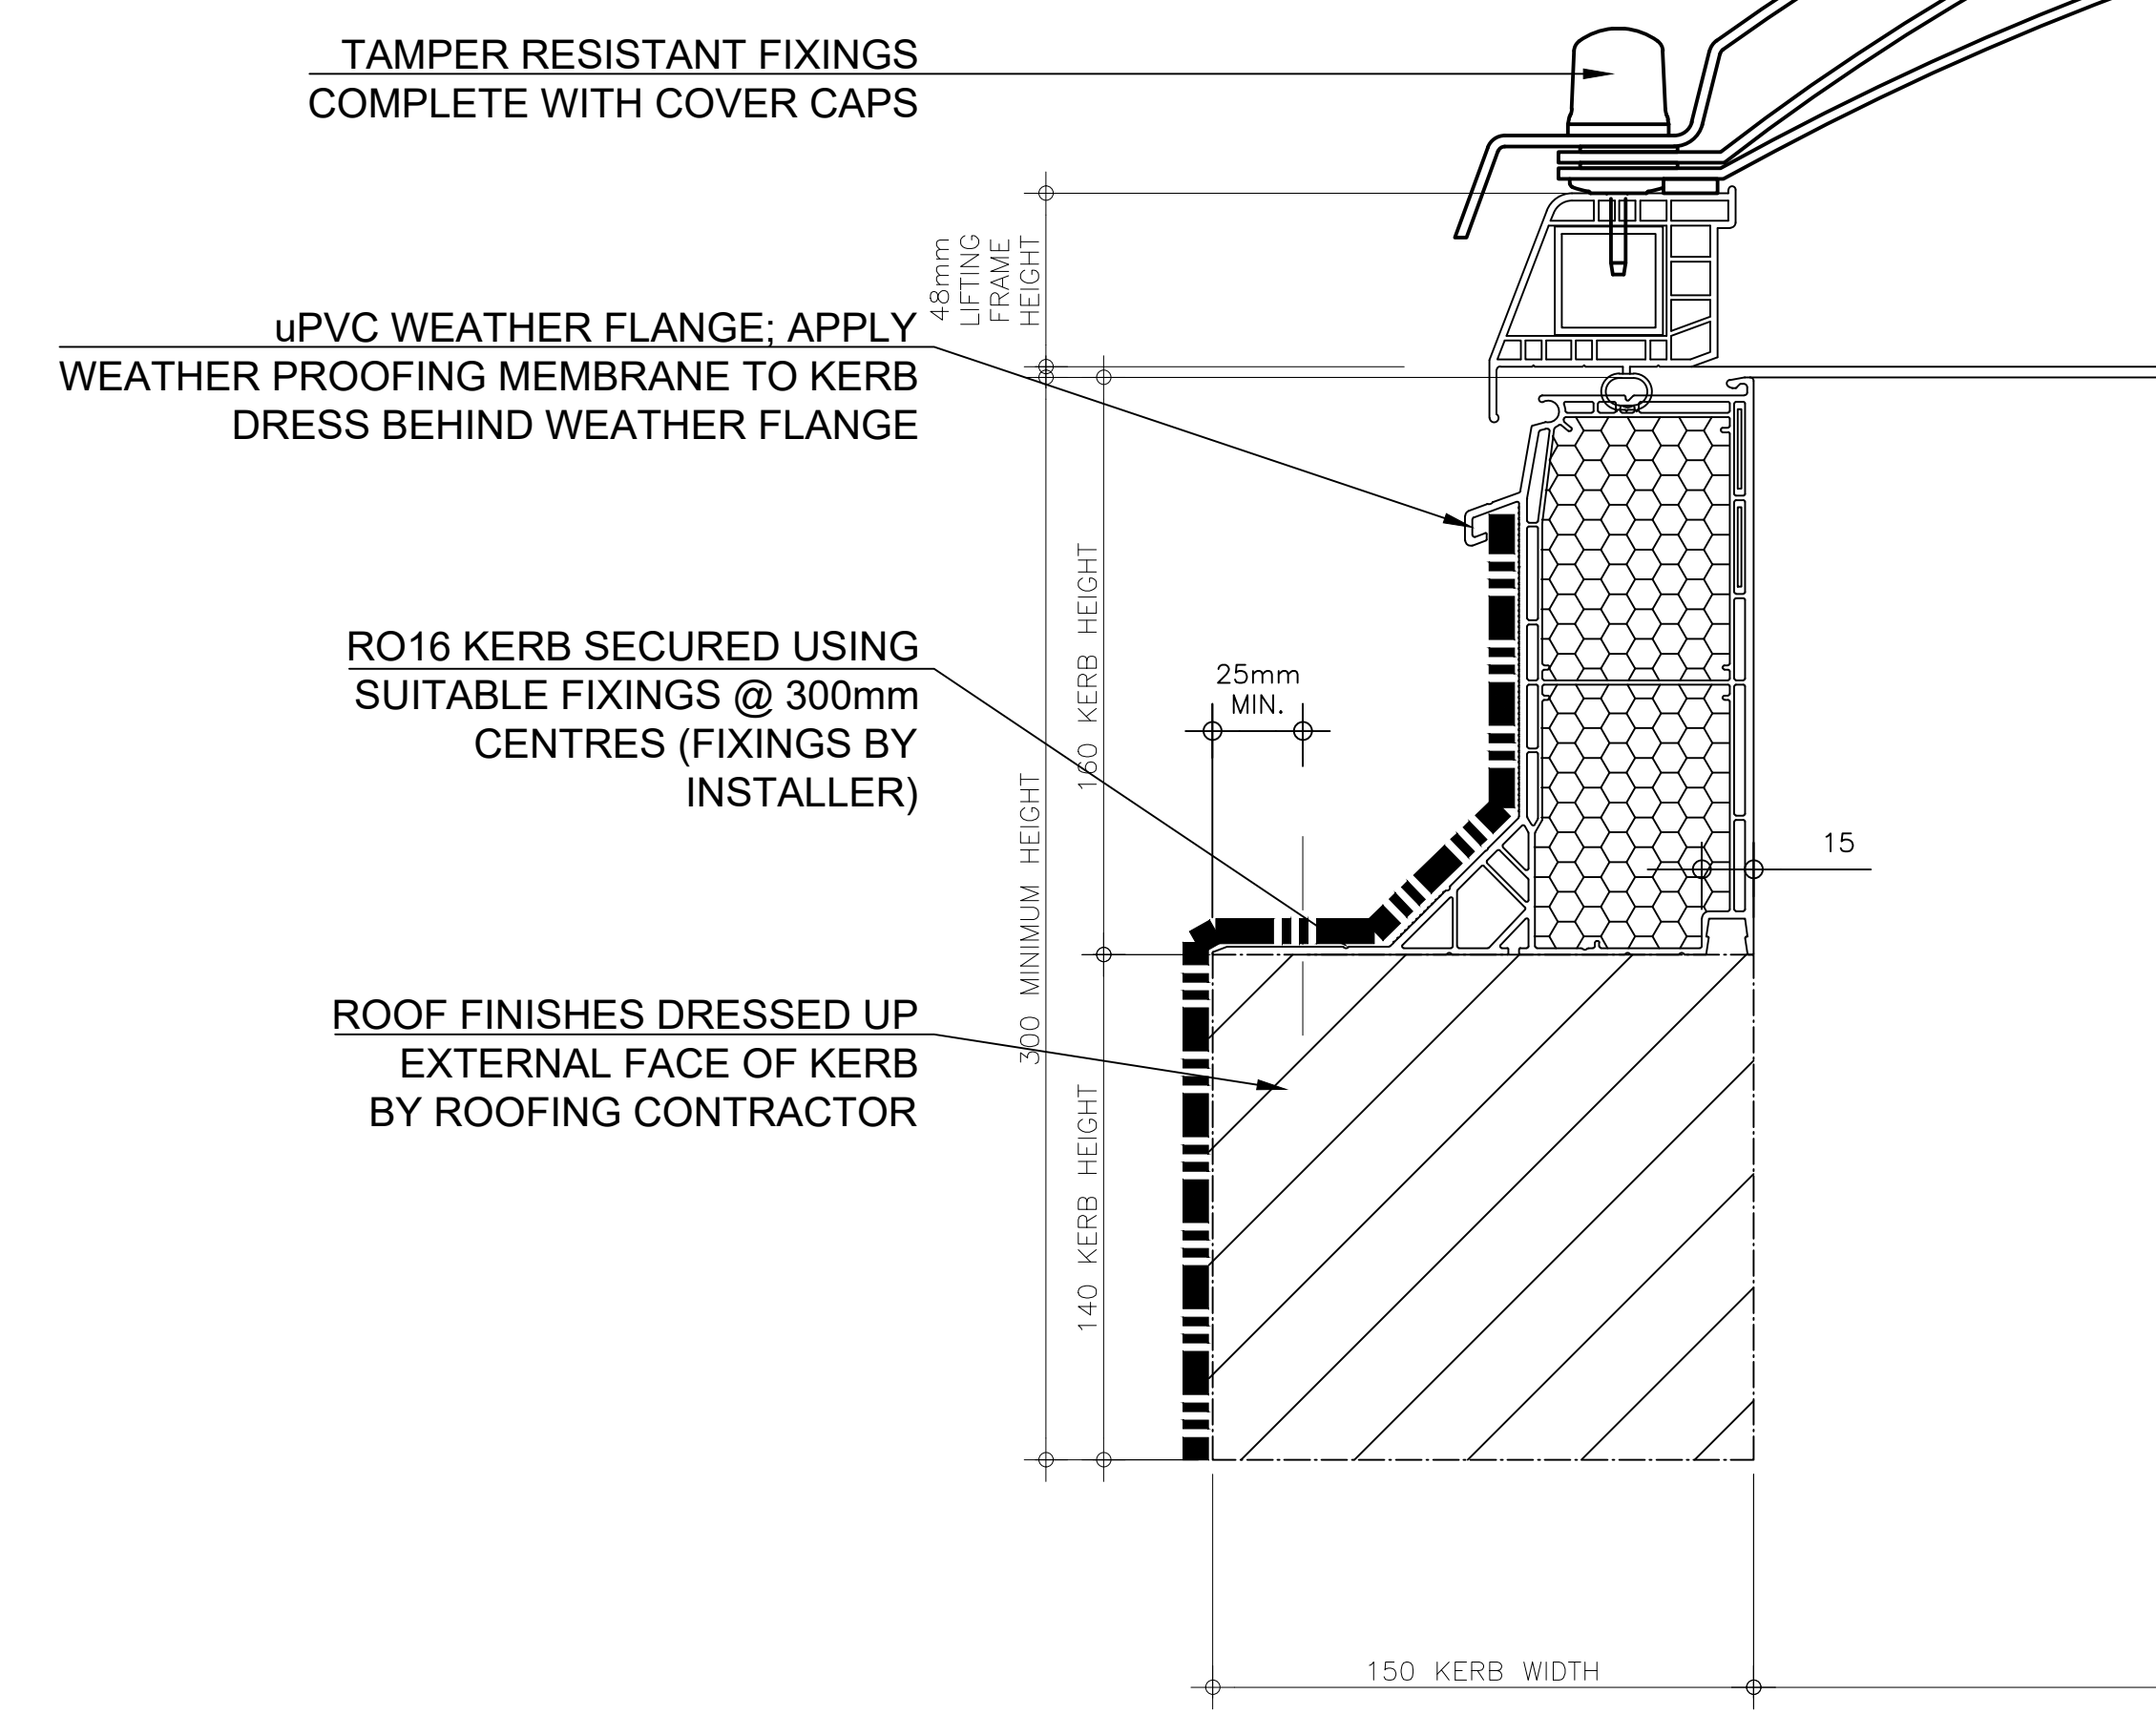 TAMPER RESISTANT FIXINGS
COMPLETE WITH COVER CAPS
48mm
LIFTING
FRAME
HEIGHT
uPVC WEATHER FLANGE; APPLY
WEATHER PROOFING MEMBRANE TO KERB
DRESS BEHIND WEATHER FLANGE
160 KERB HEIGHT
RO16 KERB SECURED USING
SUITABLE FIXINGS @ 300mm
CENTRES (FIXINGS BY
INSTALLER)
25mm
MIN.
15
300 MINIMUM HEIGHT
ROOF FINISHES DRESSED UP
EXTERNAL FACE OF KERB
BY ROOFING CONTRACTOR
140 KERB HEIGHT
150 KERB WIDTH